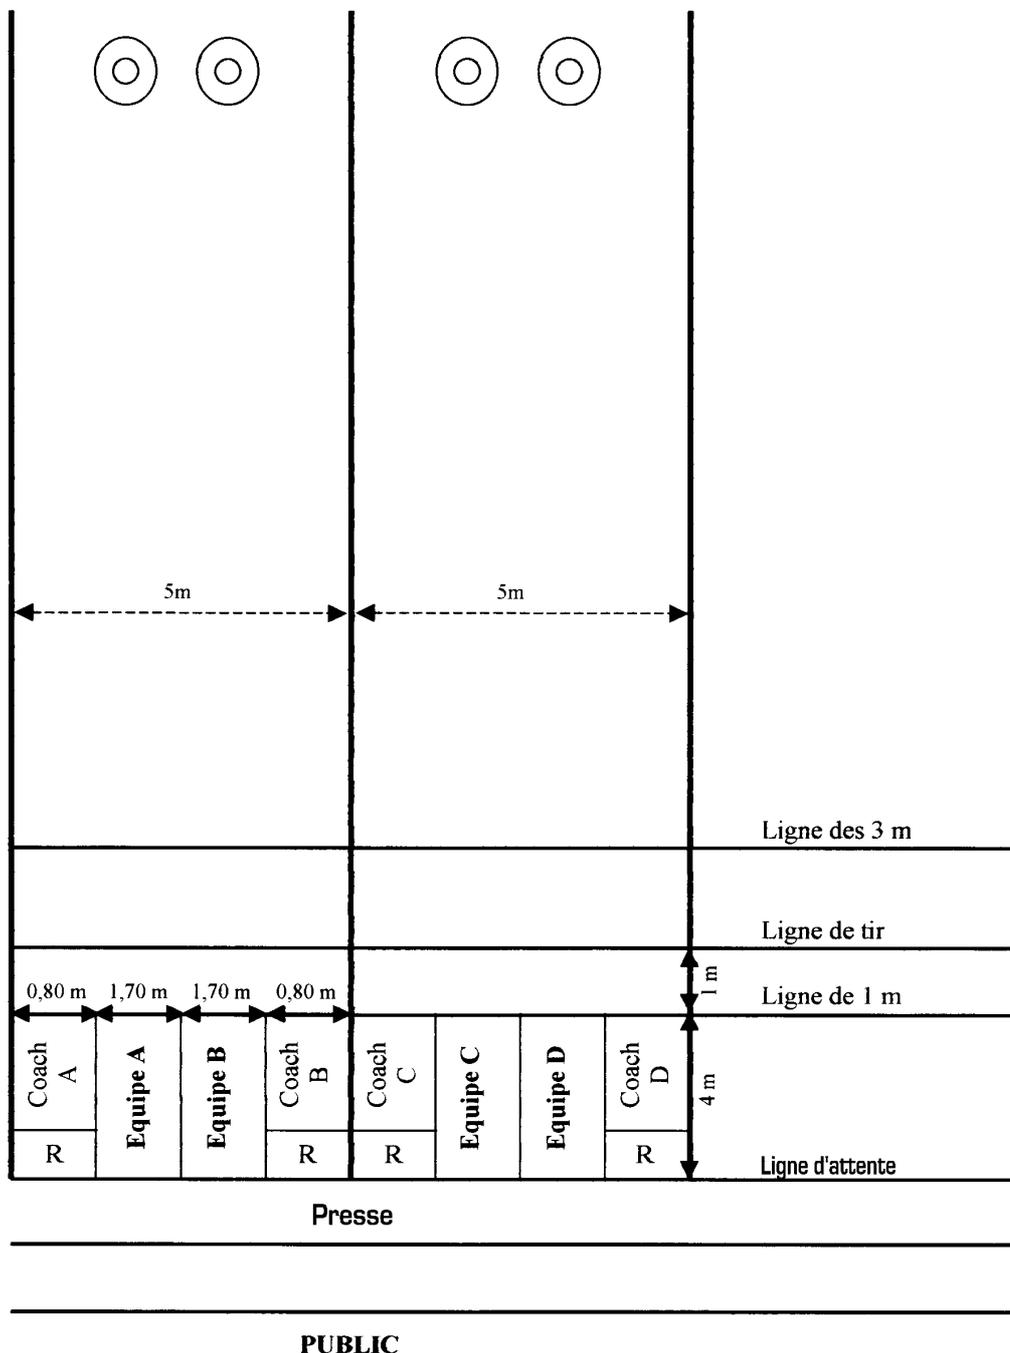 5m 5m
Ligne des 3 m
Ligne de tir
1 m
0,80 m 1,70 m 1,70 m 0,80 m
Ligne de 1 m
Coach A
Equipe A
Equipe B
Coach B
Coach C
Equipe C
Equipe D
Coach D
4 m
R R R R
Ligne d'attente
Presse
PUBLIC